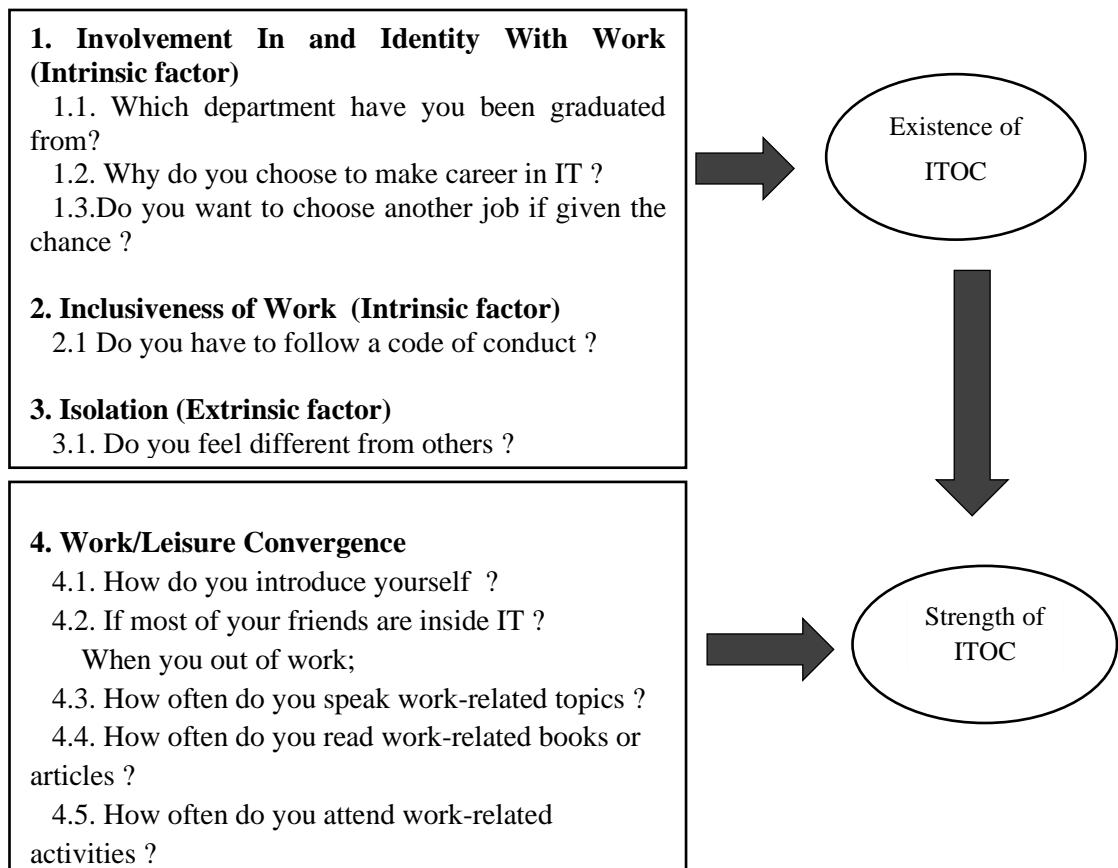 1. Involvement In and Identity With Work
(Intrinsic factor)
1.1. Which department have you been graduated
from?
1.2. Why do you choose to make career in IT ?
1.3.Do you want to choose another job if given the
chance ?
2. Inclusiveness of Work (Intrinsic factor)
2.1 Do you have to follow a code of conduct ?
3. Isolation (Extrinsic factor)
3.1. Do you feel different from others ?
Existence of
ITOC
4. Work/Leisure Convergence
4.1. How do you introduce yourself ?
4.2. If most of your friends are inside IT ?
When you out of work;
4.3. How often do you speak work-related topics ?
4.4. How often do you read work-related books or
articles ?
4.5. How often do you attend work-related
activities ?
Strength of
ITOC